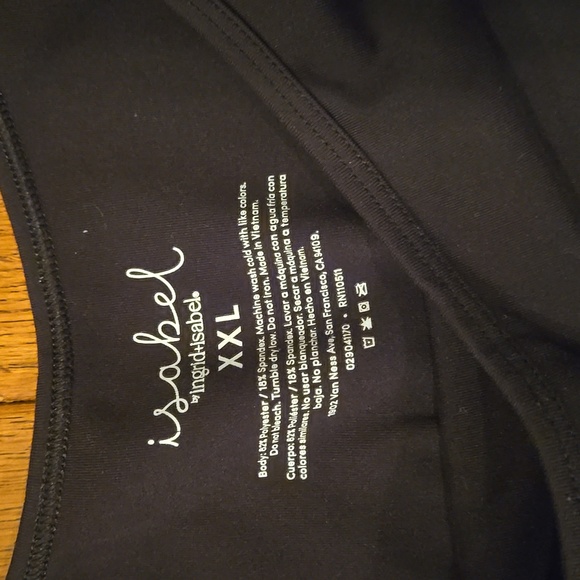 isabel
by Ingrid+Isabel®
XXL
Body: 82% Polyester / 18% Spandex. Machine wash cold with like colors.
Do not bleach. Tumble dry low. Do not iron. Made in Vietnam.
Cuerpo: 82% Poliéster / 18% Spandex. Lavar a máquina con agua fría con
colores similares. No usar blanqueador. Secar a máquina a temperatura
baja. No planchar. Hecho en Vietnam.
1902 Van Ness Ave, San Francisco, CA 94109.
029041170 • RN110511